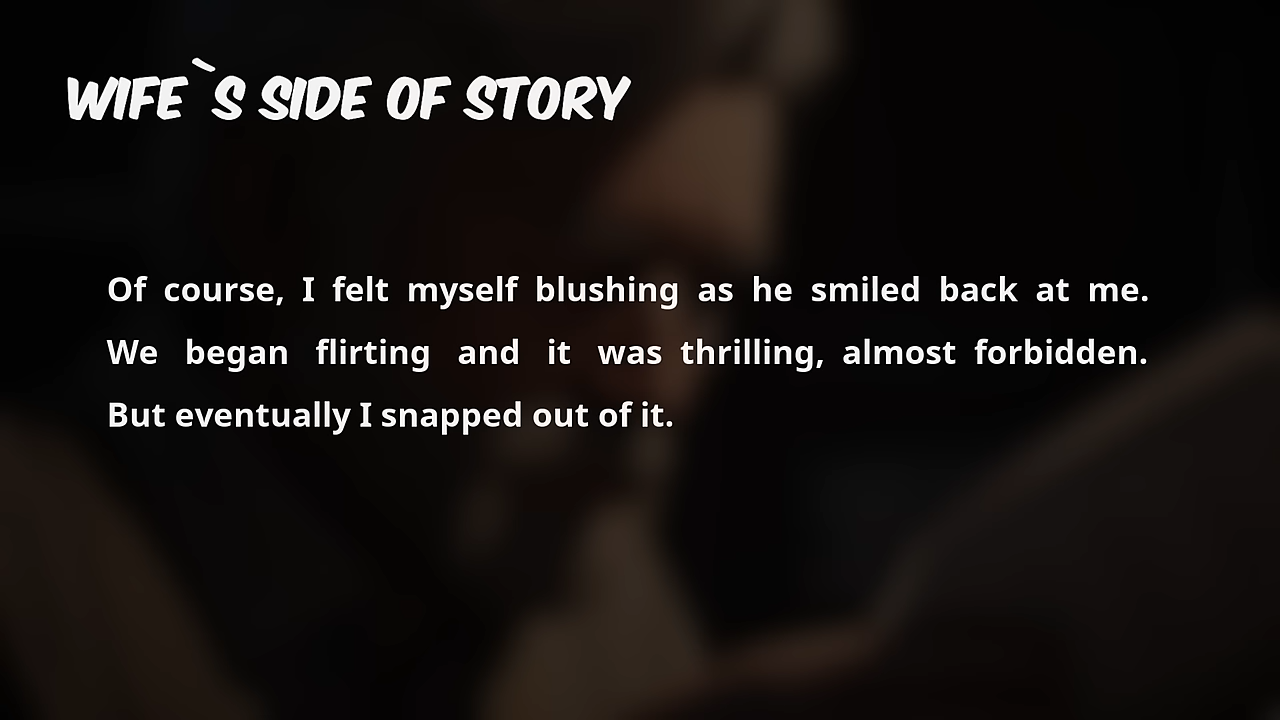 WIFE`S SIDE OF STORY
Of course, I felt myself blushing as he smiled back at me.
We began flirting and it was thrilling, almost forbidden.
But eventually I snapped out of it.